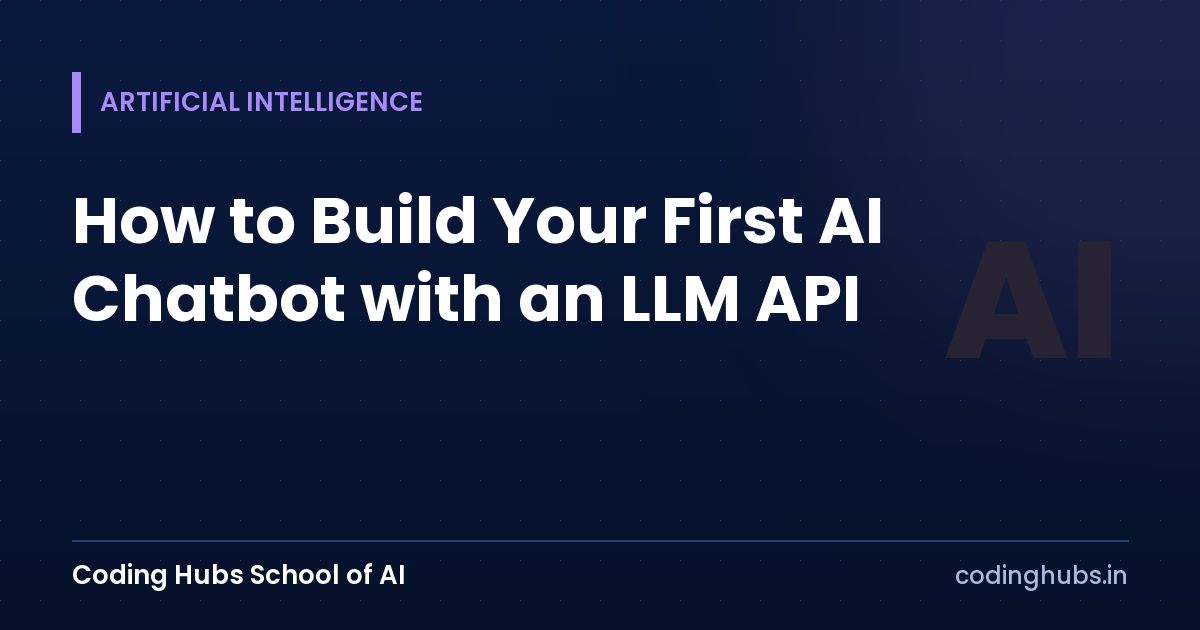 ARTIFICIAL INTELLIGENCE
How to Build Your First AI
Chatbot with an LLM API
AI
Coding Hubs School of AI
codinghubs.in